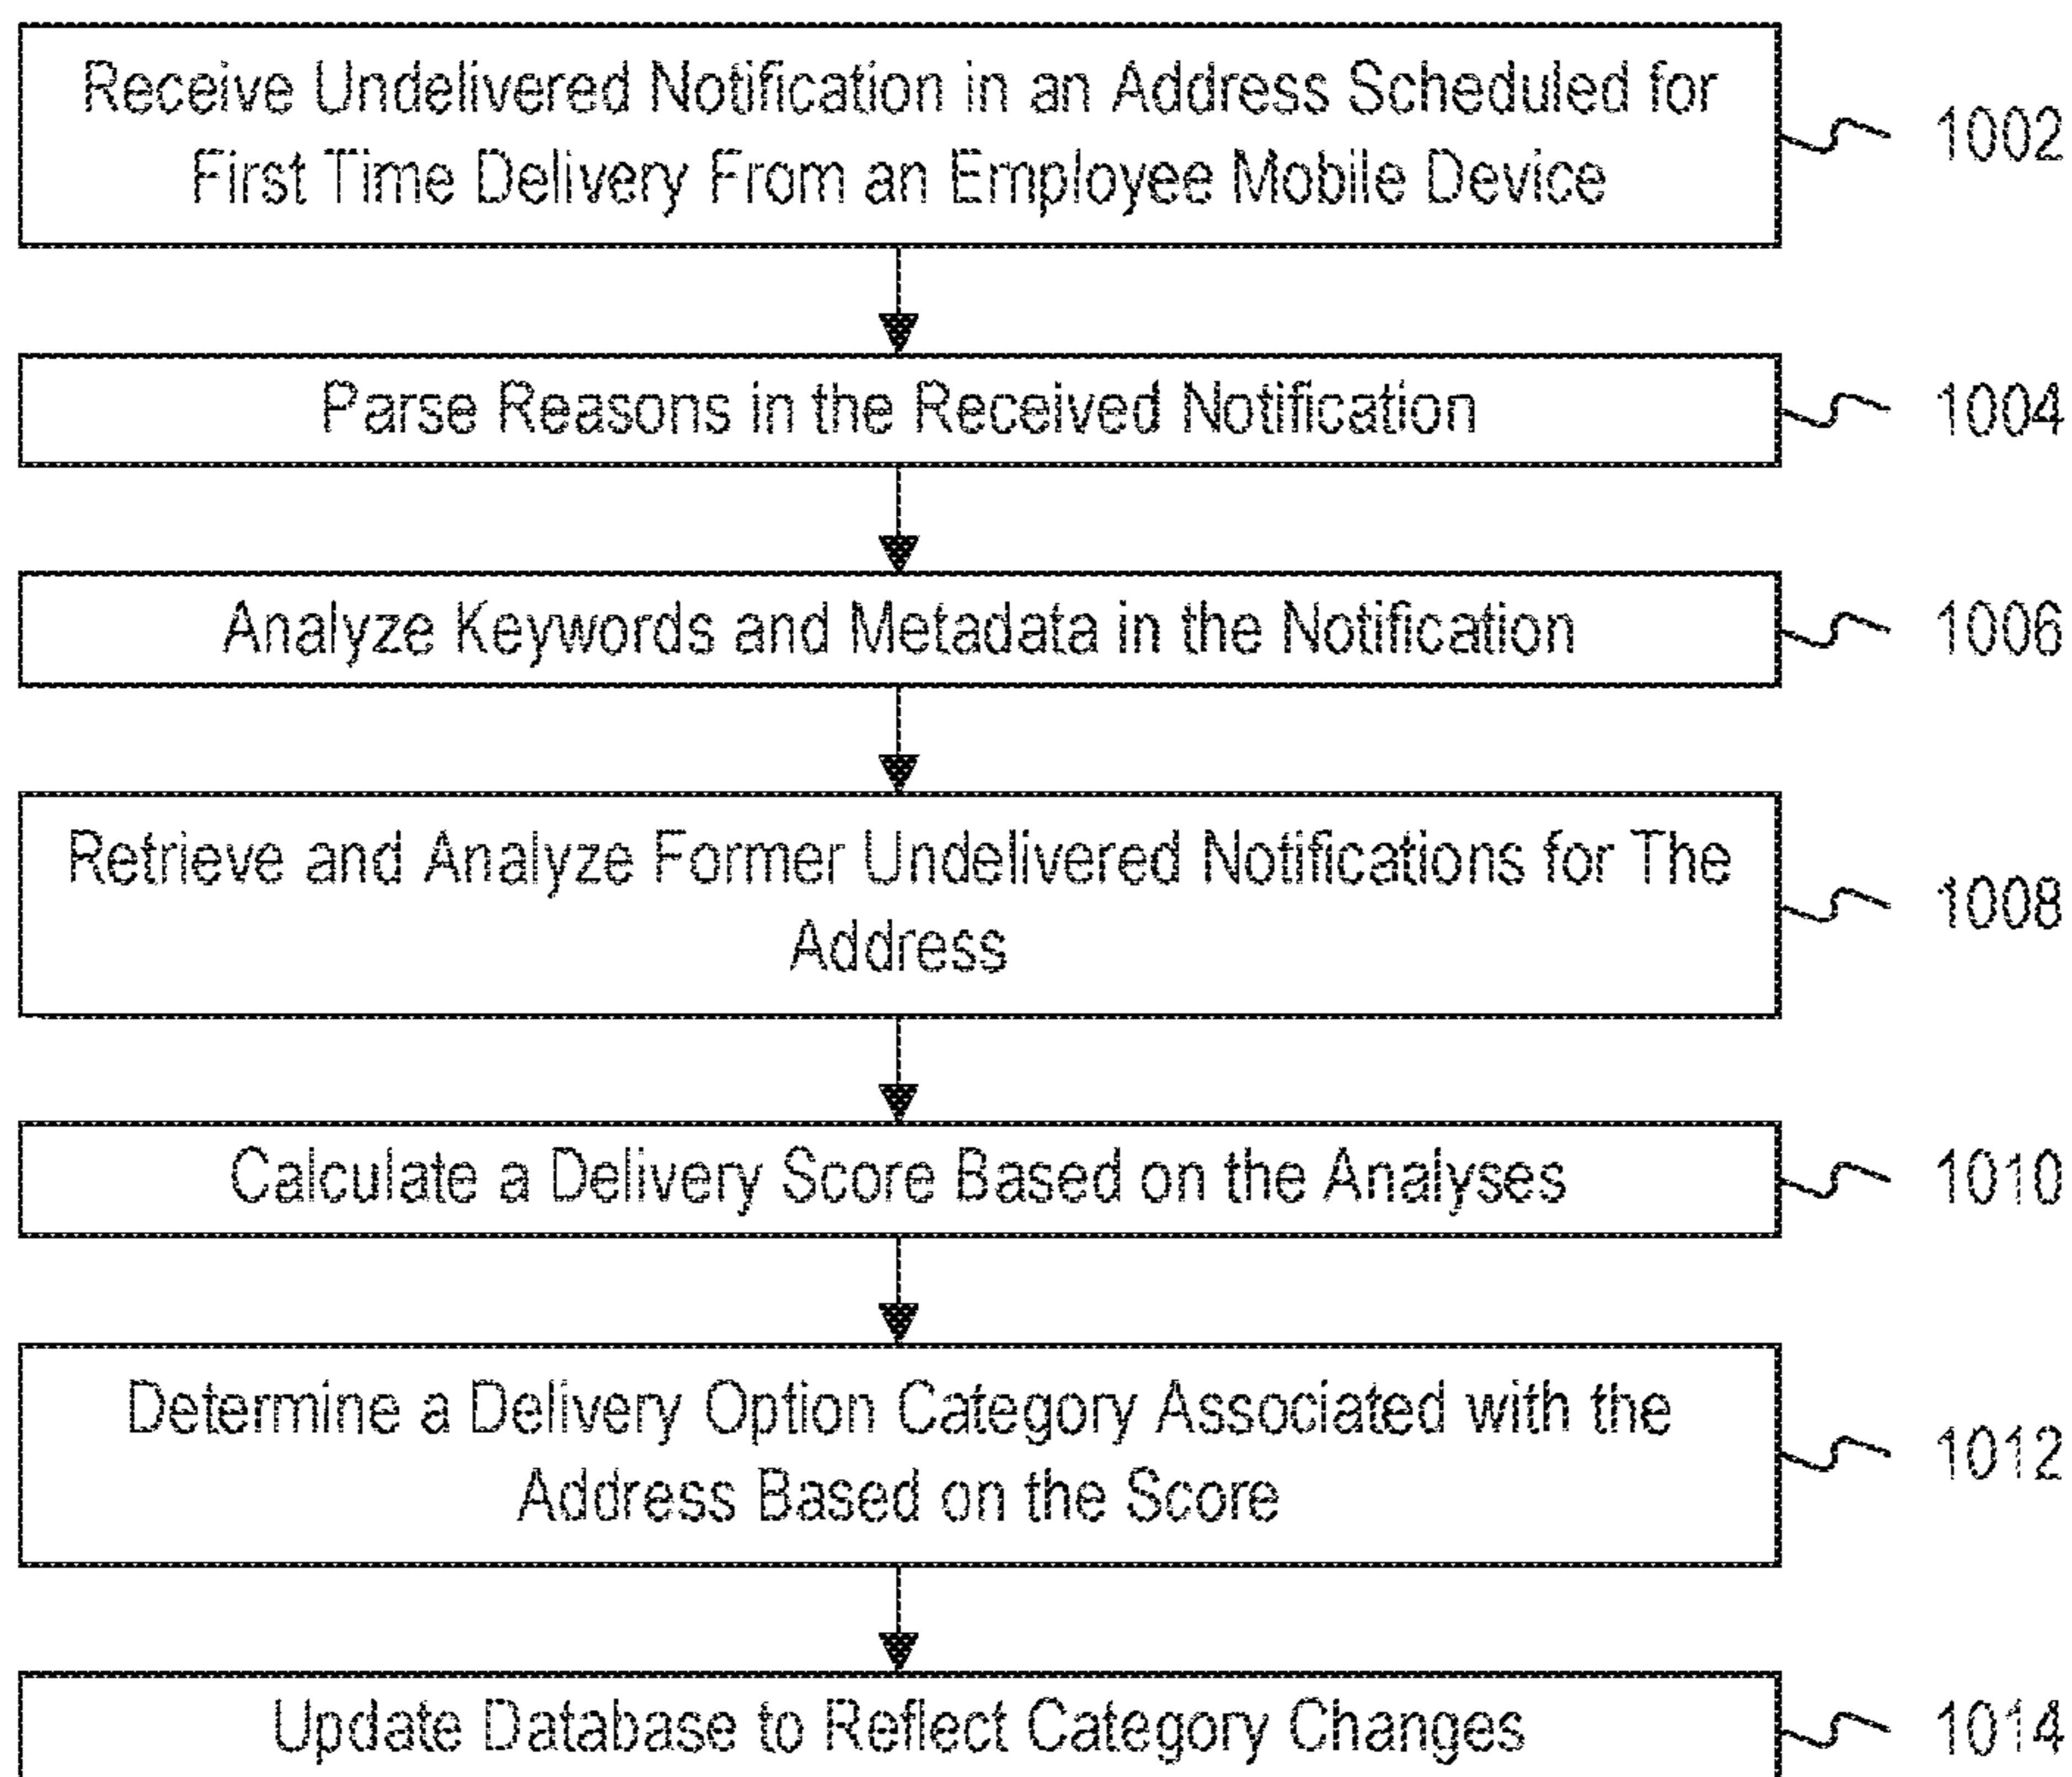 Receive Undelivered Notification in an Address Scheduled for
First Time Delivery From an Employee Mobile Device
1002
Parse Reasons in the Received Notification
1004
Analyze Keywords and Metadata in the Notification
1006
Retrieve and Analyze Former Undelivered Notifications for The
Address
1008
Calculate a Delivery Score Based on the Analyses
1010
Determine a Delivery Option Category Associated with the
Address Based on the Score
1012
Update Database to Reflect Category Changes
1014